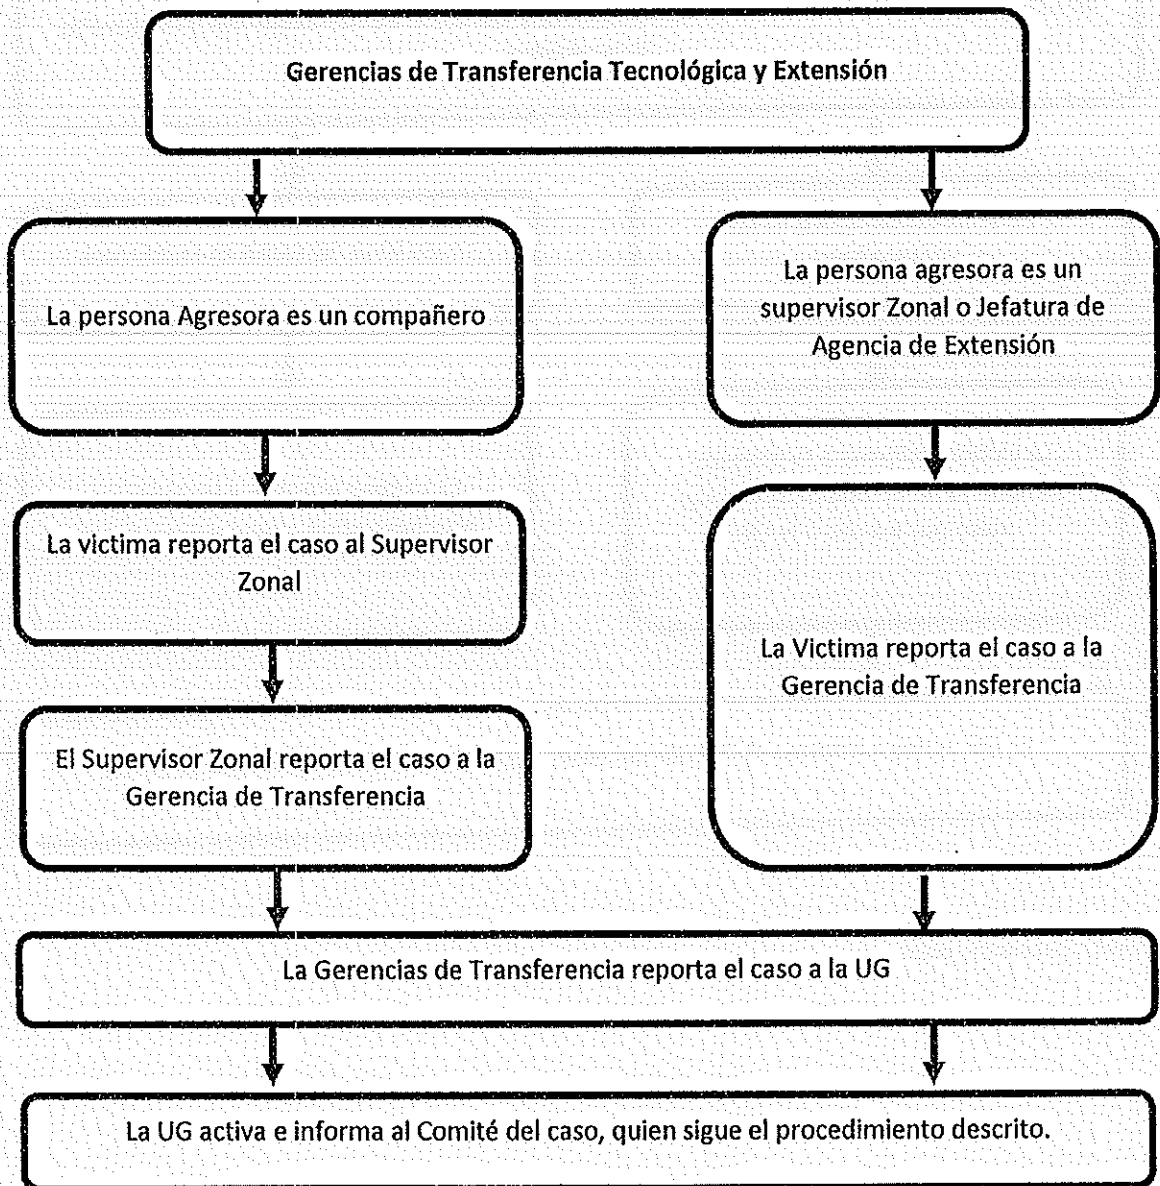 Gerencias de Transferencia Tecnológica y Extensión
La persona Agresora es un compañero
La persona agresora es un
supervisor Zonal o Jefatura de
Agencia de Extensión
La victima reporta el caso al Supervisor
Zonal
La Victima reporta el caso a la
Gerencia de Transferencia
El Supervisor Zonal reporta el caso a la
Gerencia de Transferencia
La Gerencias de Transferencia reporta el caso a la UG
La UG activa e informa al Comité del caso, quien sigue el procedimiento descrito.